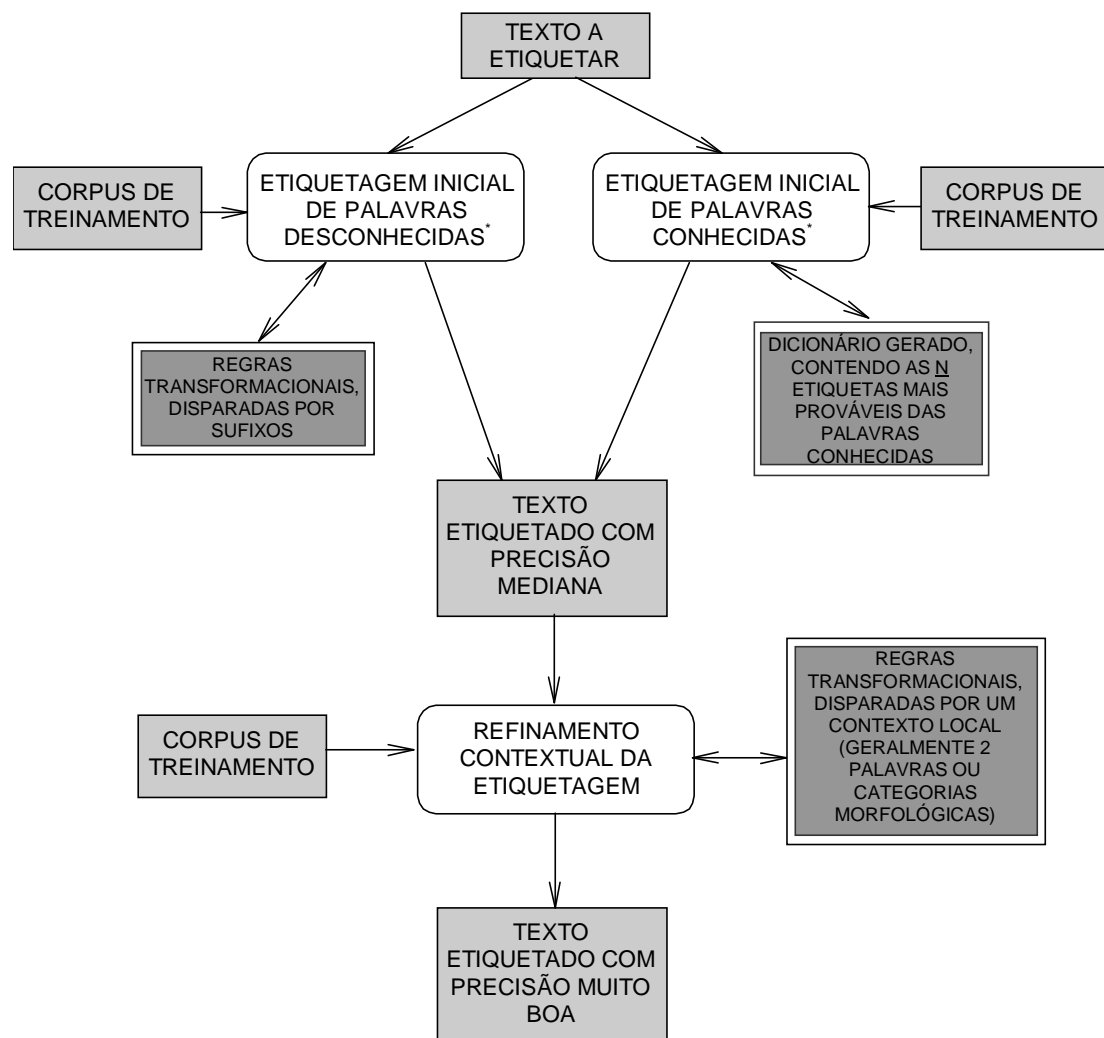 TEXTO A
ETIQUETAR
CORPUS DE
TREINAMENTO
ETIQUETAGEM INICIAL
DE PALAVRAS
DESCONHECIDAS*
ETIQUETAGEM INICIAL
DE PALAVRAS
CONHECIDAS*
CORPUS DE
TREINAMENTO
REGRAS
TRANSFORMACIONAIS,
DISPARADAS POR
SUFIXOS
DICIONÁRIO GERADO,
CONTENDO AS N
ETIQUETAS MAIS
PROVÁVEIS DAS
PALAVRAS
CONHECIDAS
TEXTO
ETIQUETADO COM
PRECISÃO
MEDIANA
CORPUS DE
TREINAMENTO
REFINAMENTO
CONTEXTUAL DA
ETIQUETAGEM
REGRAS
TRANSFORMACIONAIS,
DISPARADAS POR UM
CONTEXTO LOCAL
(GERALMENTE 2
PALAVRAS OU
CATEGORIAS
MORFOLÓGICAS)
TEXTO
ETIQUETADO COM
PRECISÃO MUITO
BOA